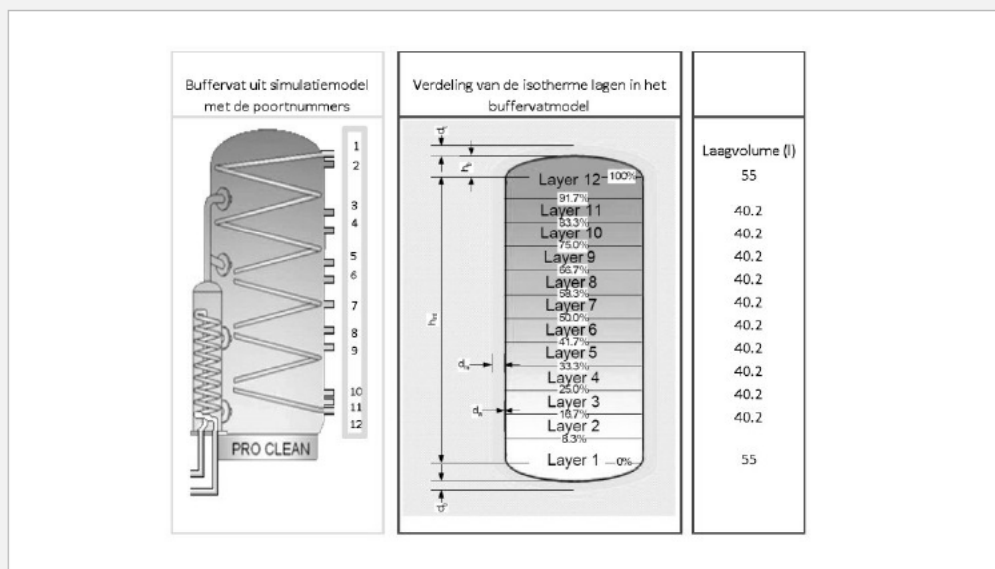 Buffervat uit simulatiemodel
met de poortnummers
1
2
3
4
5
6
7
8
9
10
11
12
PRO CLEAN
Verdeling van de isotherme lagen in het
buffervatmodel
Layer 12
100%
91.7%
Layer 11
83.3%
Layer 10
75.0%
Layer 9
66.7%
Layer 8
58.3%
Layer 7
50.0%
Layer 6
41.7%
Layer 5
33.3%
Layer 4
25.0%
Layer 3
16.7%
Layer 2
8.3%
Layer 1
0%
Laagvolume (l)
55
40.2
40.2
40.2
40.2
40.2
40.2
40.2
40.2
40.2
40.2
55